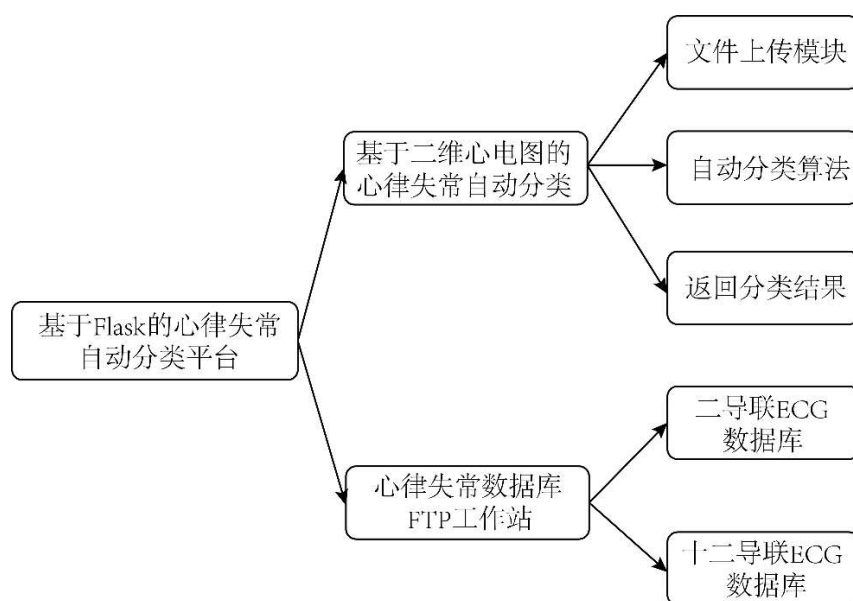 文件上传模块
基于二维心电图的
心律失常自动分类
自动分类算法
返回分类结果
基于Flask的心律失常
自动分类平台
二导联ECG
数据库
心律失常数据库
FTP工作站
十二导联ECG
数据库